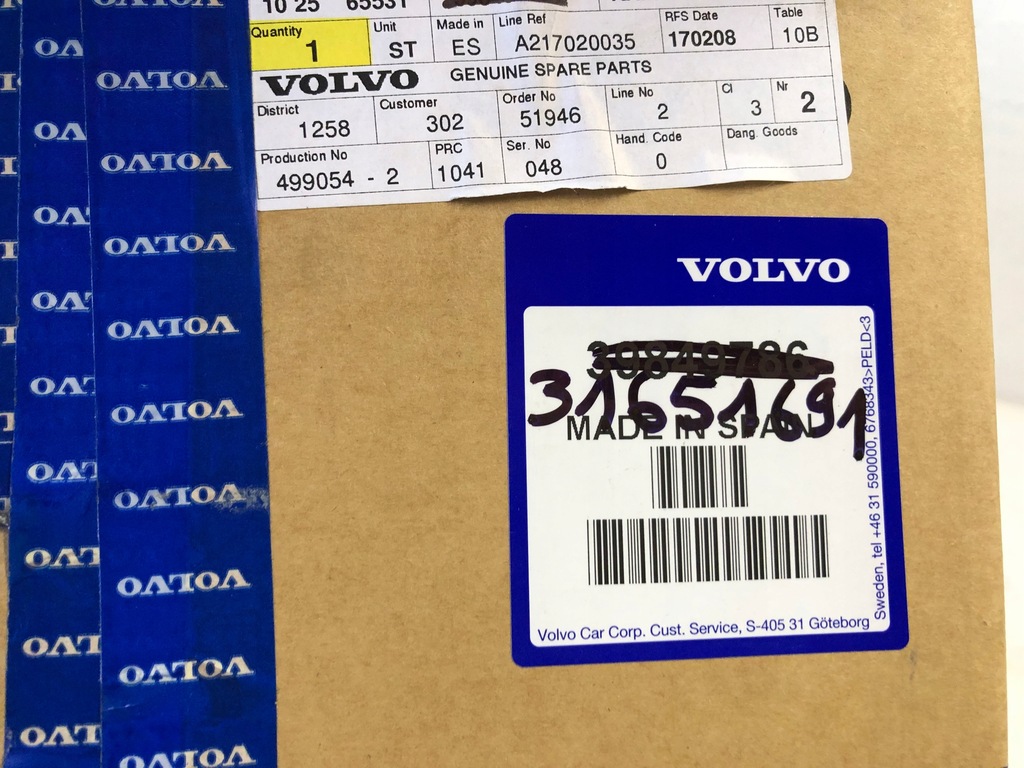 10 25 65531
Quantity
1
Unit
ST
Made in
ES
Line Ref
A217020035
RFS Date
170208
Table
10B
VOLVO GENUINE SPARE PARTS
District
1258
Customer
302
Order No
51946
Line No
2
Cl
3
Nr
2
Production No
499054 - 2
PRC
1041
Ser. No
048
Hand. Code
0
Dang. Goods
VOLVO
30849786
31651691
MADE IN SPAIN
Volvo Car Corp. Cust. Service, S-405 31 Göteborg
Sweden, tel +46 31 590000, 6768343>PELD<3
VOLVO
VOLVO
VOLVO
VOLVO
VOLVO
VOLVO
VOLVO
VOLVO
VOLVO
VOLVO